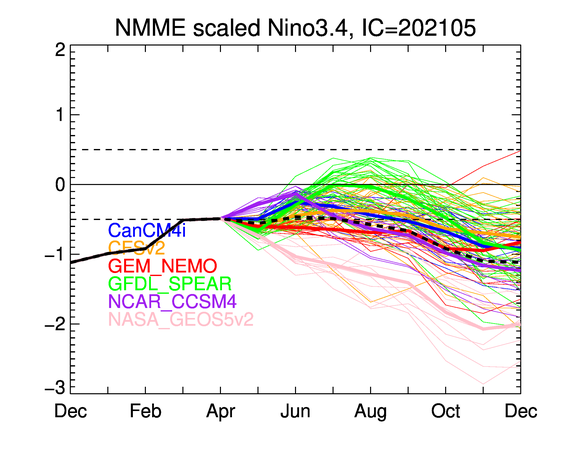 NMME scaled Nino3.4, IC=202105
2
1
0
−1
−2
−3
CanCM4i
CFSv2
GEM_NEMO
GFDL_SPEAR
NCAR_CCSM4
NASA_GEOS5v2
Dec Feb Apr Jun Aug Oct Dec